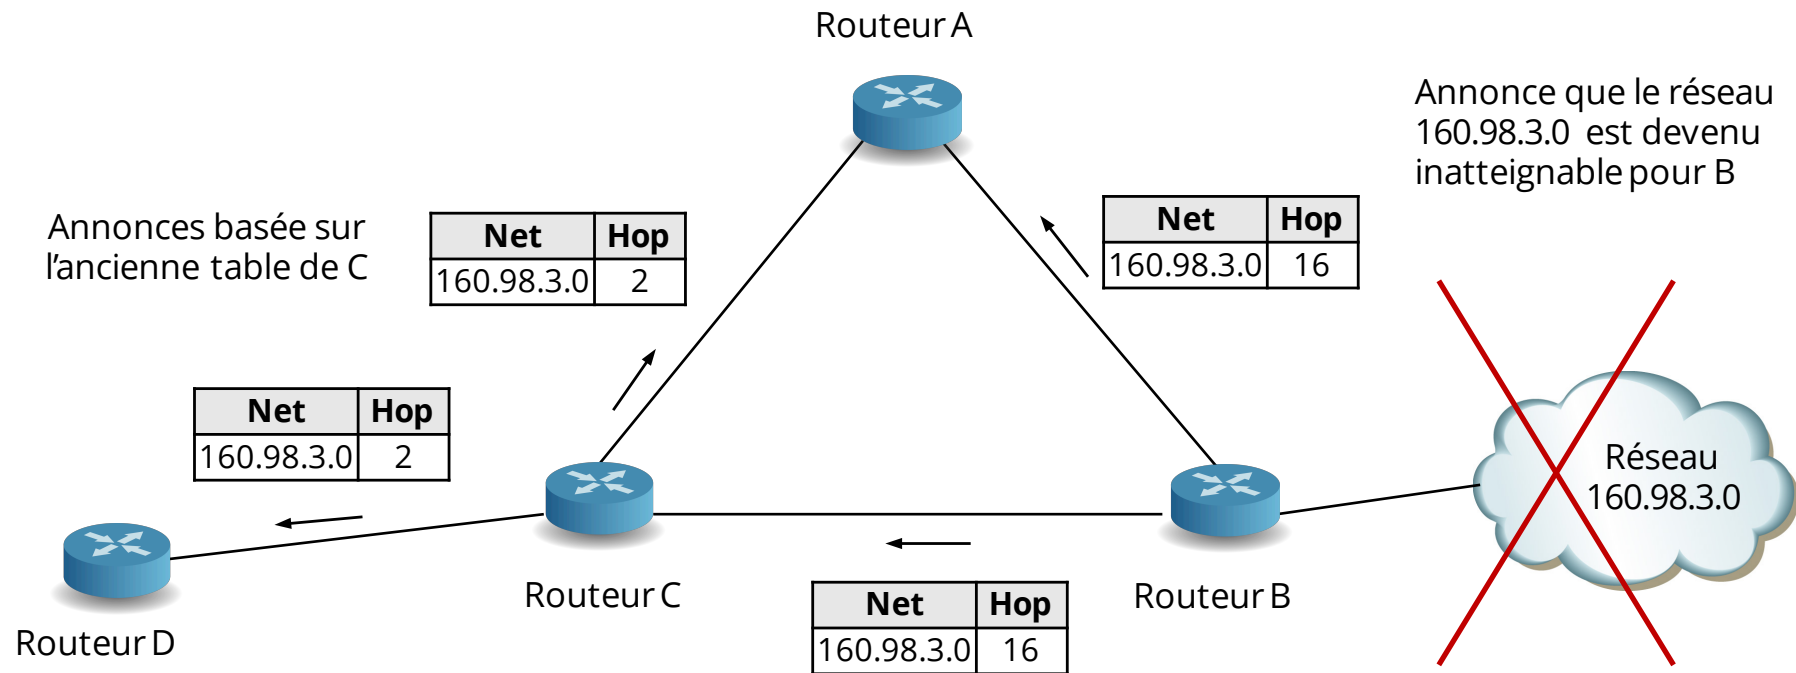 Routeur A
Annonce que le réseau
160.98.3.0 est devenu
inatteignable pour B
Annonces basée sur
l'ancienne table de C
Net Hop
160.98.3.0 2
Net Hop
160.98.3.0 16
Net Hop
160.98.3.0 2
Réseau
160.98.3.0
Routeur C
Routeur B
Net Hop
160.98.3.0 16
Routeur D